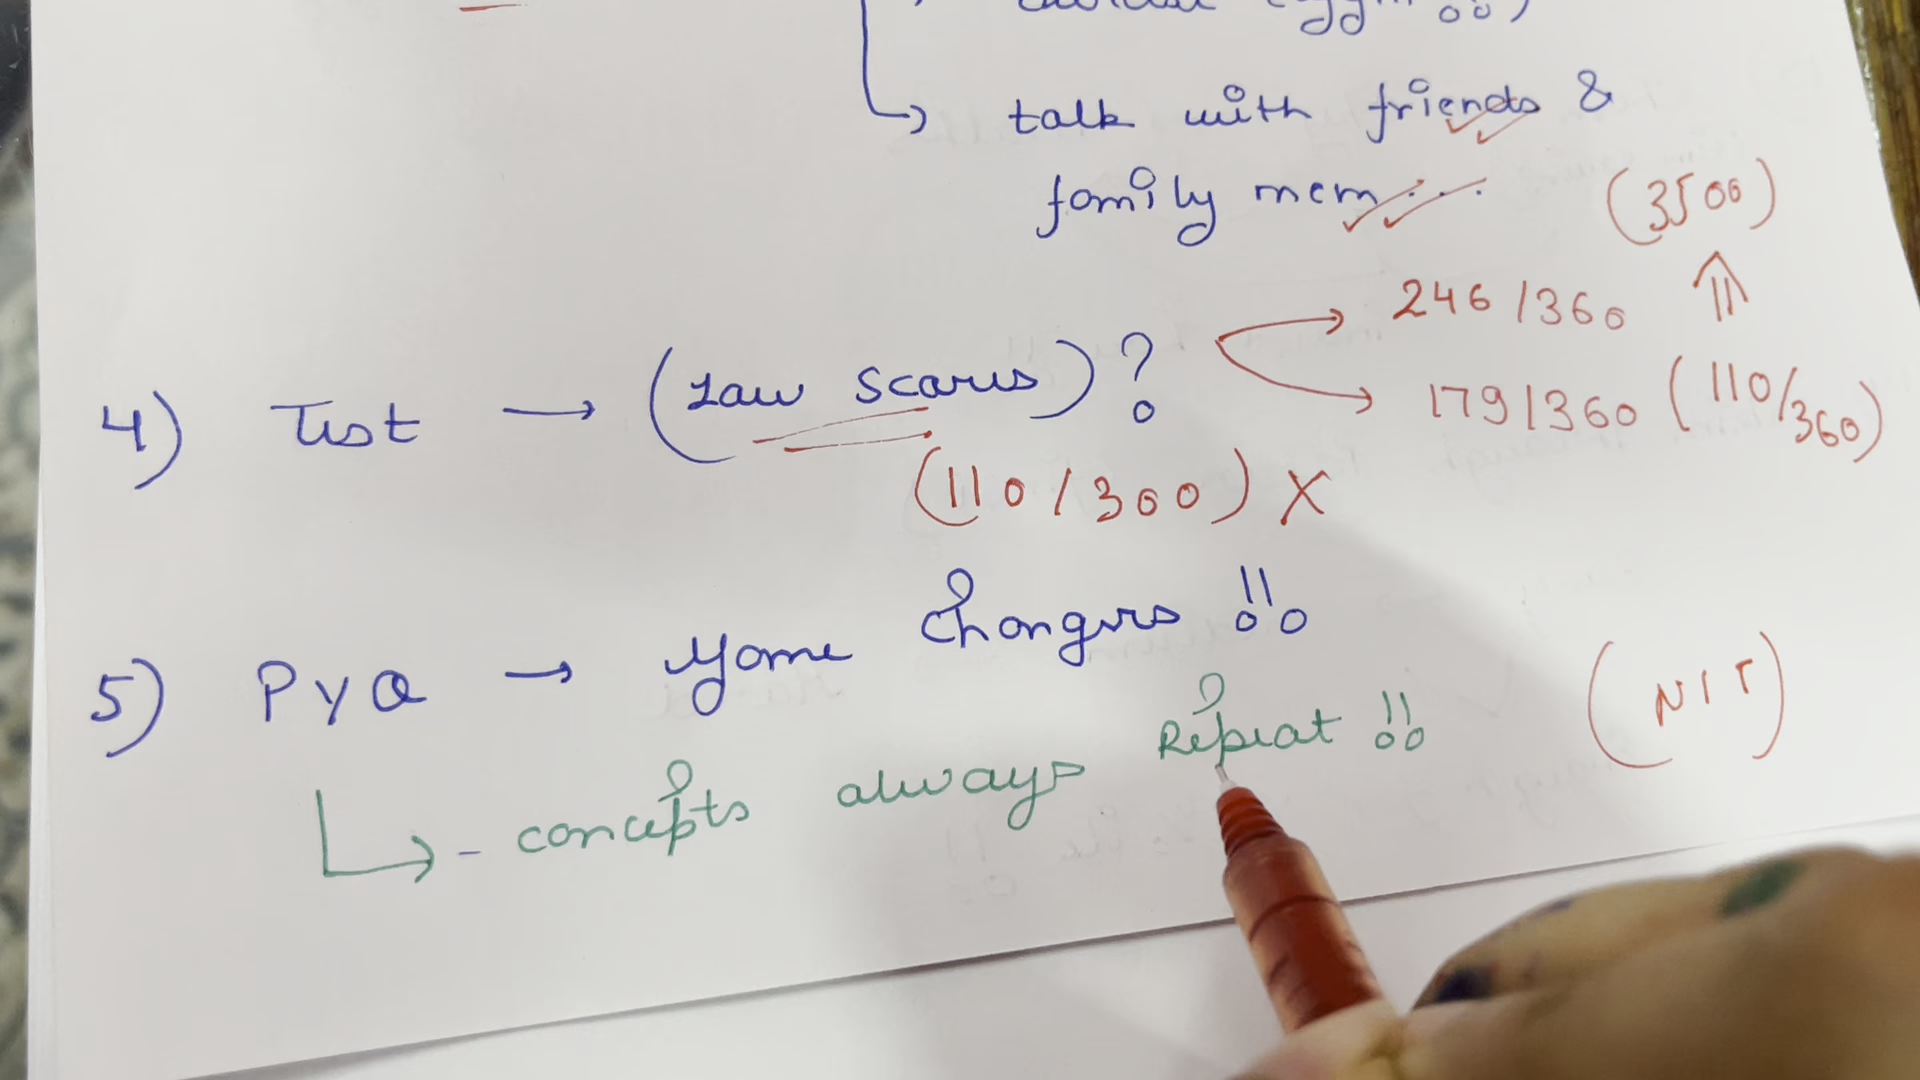 talk with friends &
family mem...
(3500)
246/360
4) Test → (Low scores)?
179/360 (110/360)
(110/300) X
5) PYQ → Game Changers !!
(NIT)
- concepts always Repeat !!